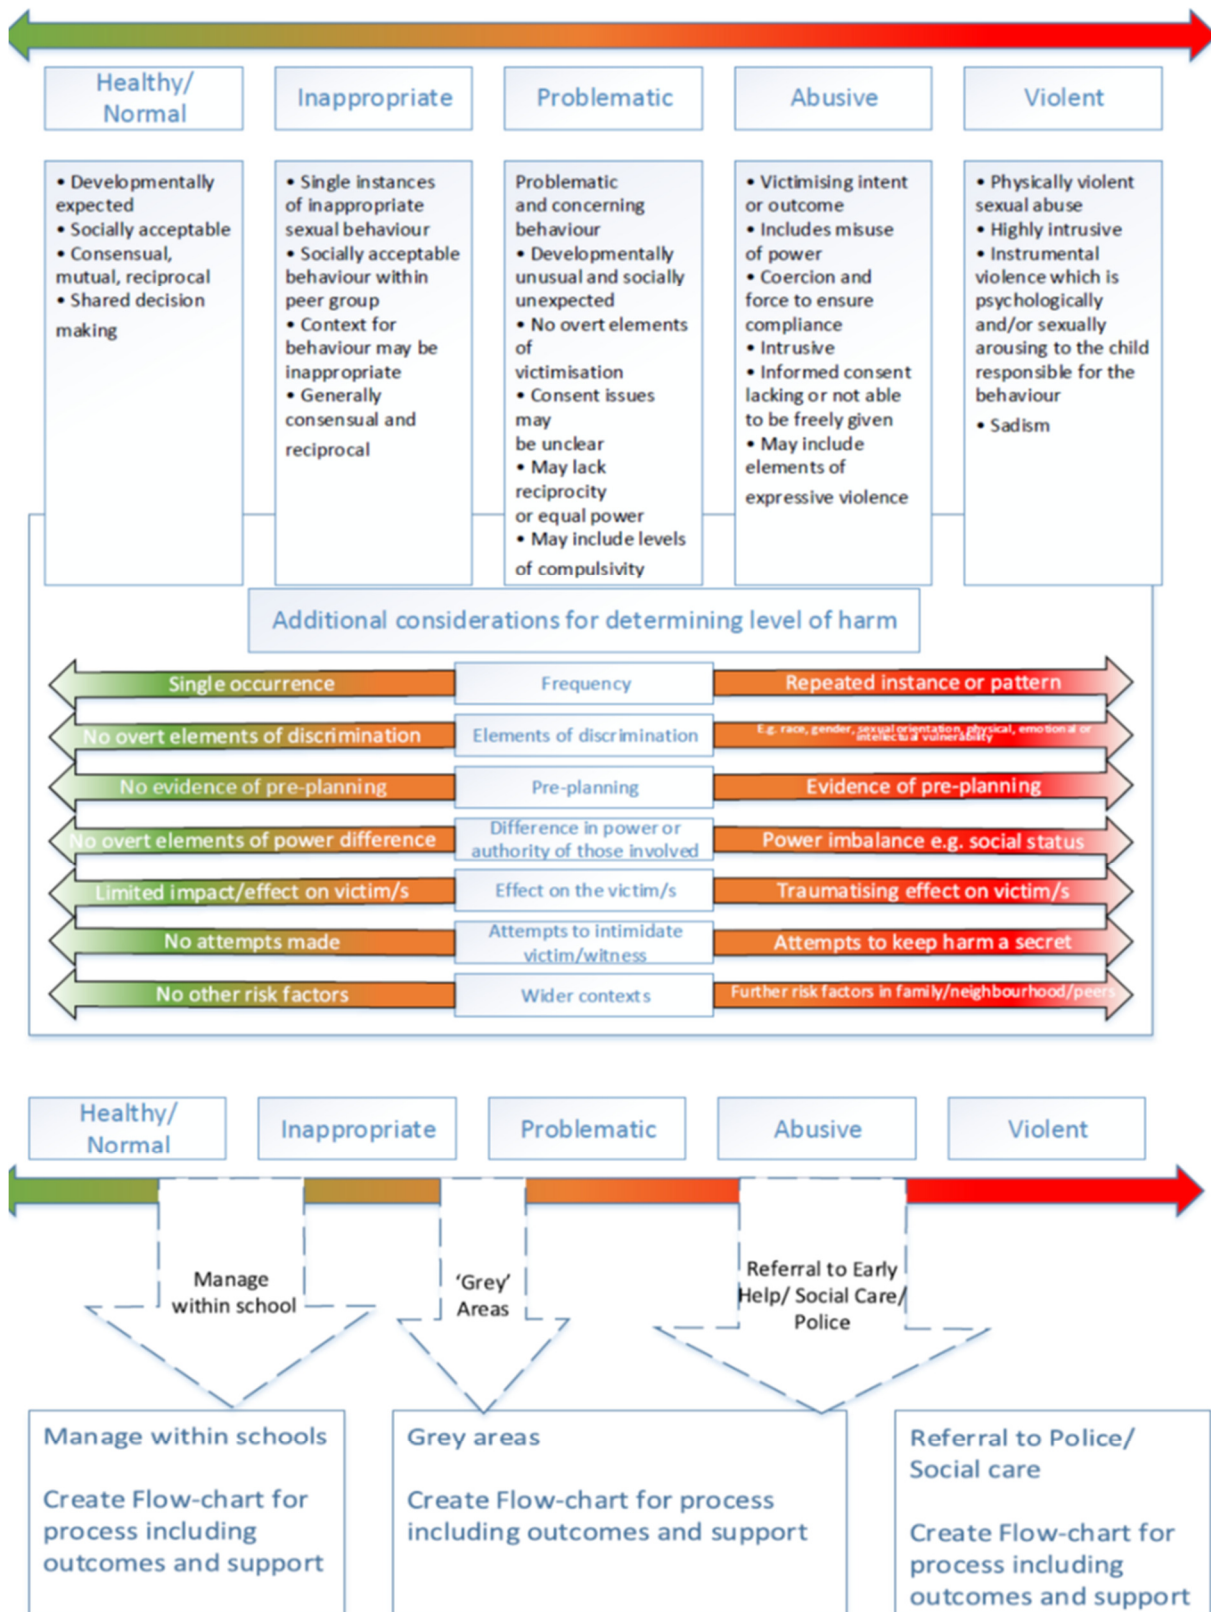 Healthy/
Normal
Inappropriate
Problematic
Abusive
Violent
• Developmentally
expected
• Socially acceptable
• Consensual,
mutual, reciprocal
• Shared decision
making
• Single instances
of inappropriate
sexual behaviour
• Socially acceptable
behaviour within
peer group
• Context for
behaviour may be
inappropriate
• Generally
consensual and
reciprocal
Problematic
and concerning
behaviour
• Developmentally
unusual and socially
unexpected
• No overt elements
of
victimisation
• Consent issues
may
be unclear
• May lack
reciprocity
or equal power
• May include levels
of compulsivity
• Victimising intent
or outcome
• Includes misuse
of power
• Coercion and
force to ensure
compliance
• Intrusive
• Informed consent
lacking or not able
to be freely given
• May include
elements of
expressive violence
• Physically violent
sexual abuse
• Highly intrusive
• Instrumental
violence which is
psychologically
and/or sexually
arousing to the child
responsible for the
behaviour
• Sadism
Additional considerations for determining level of harm
Single occurrence
Frequency
Repeated instance or pattern
No overt elements of discrimination
Elements of discrimination
E.g. race, gender, sexual orientation, physical, emotional or
intellectual vulnerability
No evidence of pre-planning
Pre-planning
Evidence of pre-planning
No overt elements of power difference
Difference in power or
authority of those involved
Power imbalance e.g. social status
Limited impact/effect on victim/s
Effect on the victim/s
Traumatising effect on victim/s
No attempts made
Attempts to intimidate
victim/witness
Attempts to keep harm a secret
No other risk factors
Wider contexts
Further risk factors in family/neighbourhood/peers
Healthy/
Normal
Inappropriate
Problematic
Abusive
Violent
Manage
within school
‘Grey’
Areas
Referral to Early
Help/ Social Care/
Police
Manage within schools
Create Flow-chart for
process including
outcomes and support
Grey areas
Create Flow-chart for process
including outcomes and support
Referral to Police/
Social care
Create Flow-chart for
process including
outcomes and support